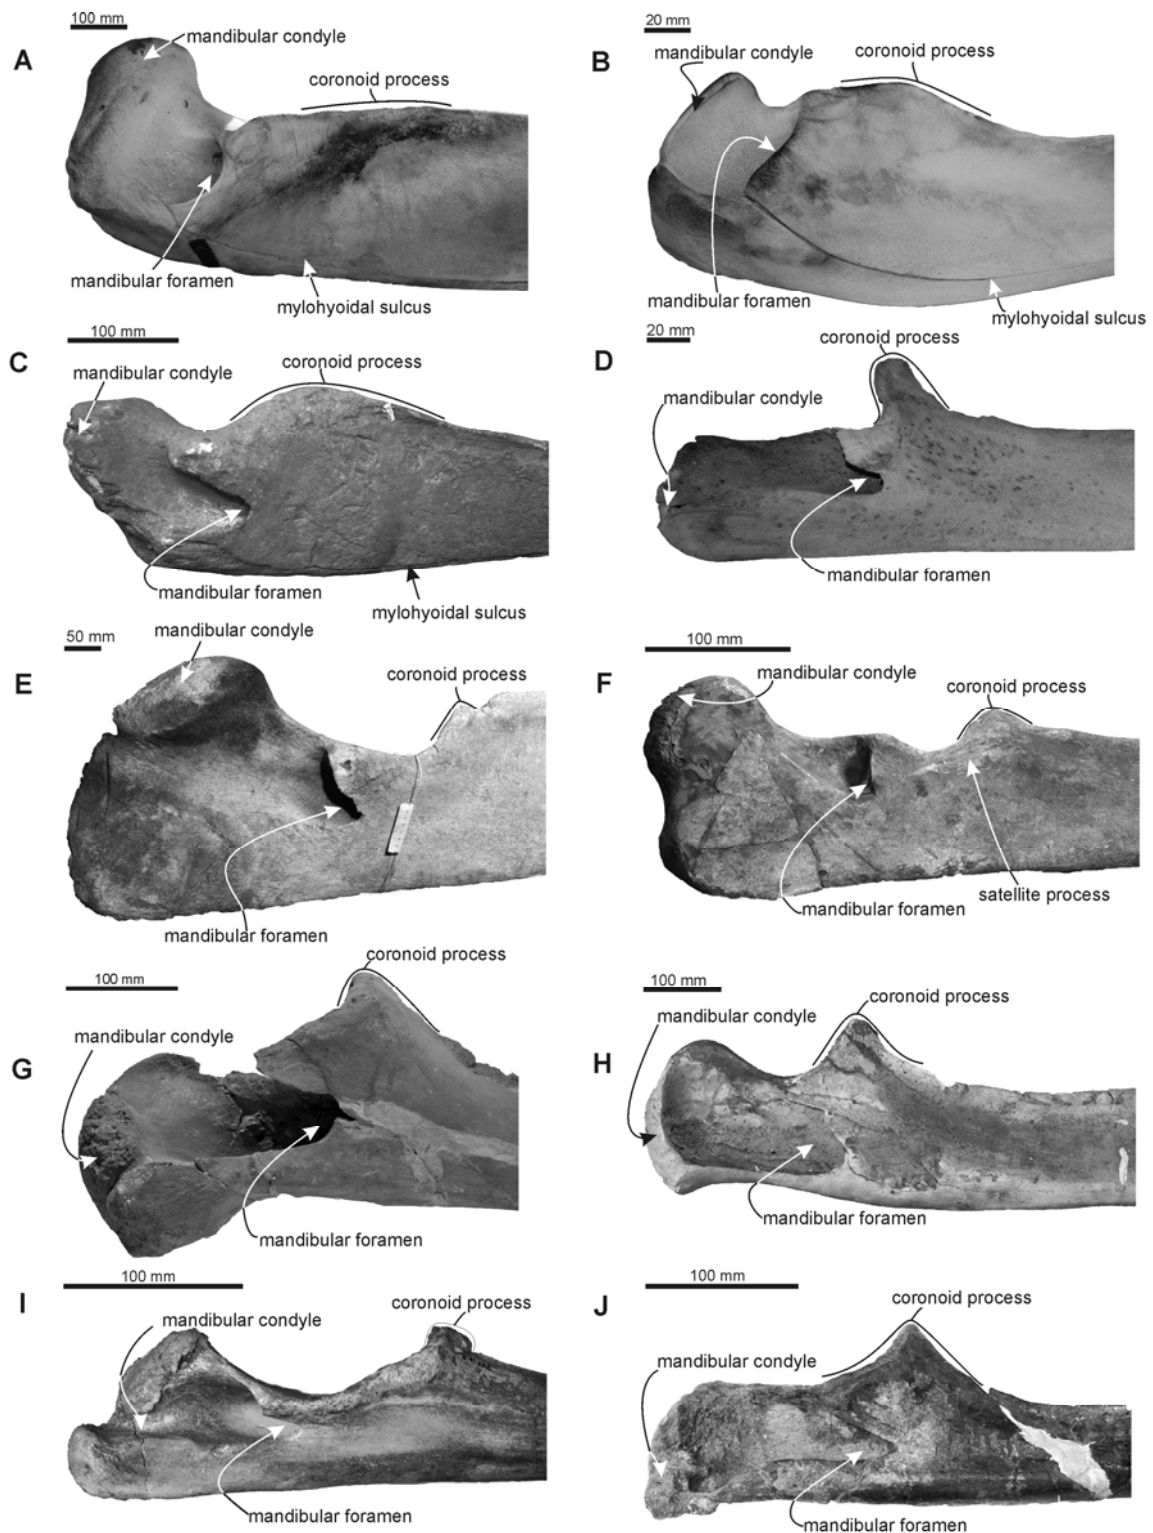 100 mm
A
mandibular condyle
coronoid process
mandibular foramen
mylohyoidal sulcus
20 mm
B
mandibular condyle
coronoid process
mandibular foramen
mylohyoidal sulcus
100 mm
C
mandibular condyle
coronoid process
mandibular foramen
mylohyoidal sulcus
20 mm
D
coronoid process
mandibular condyle
mandibular foramen
50 mm
E
mandibular condyle
coronoid process
mandibular foramen
100 mm
F
mandibular condyle
coronoid process
mandibular foramen
satellite process
100 mm
G
coronoid process
mandibular condyle
mandibular foramen
100 mm
H
coronoid process
mandibular condyle
mandibular foramen
100 mm
I
mandibular condyle
coronoid process
mandibular foramen
100 mm
J
coronoid process
mandibular condyle
mandibular foramen